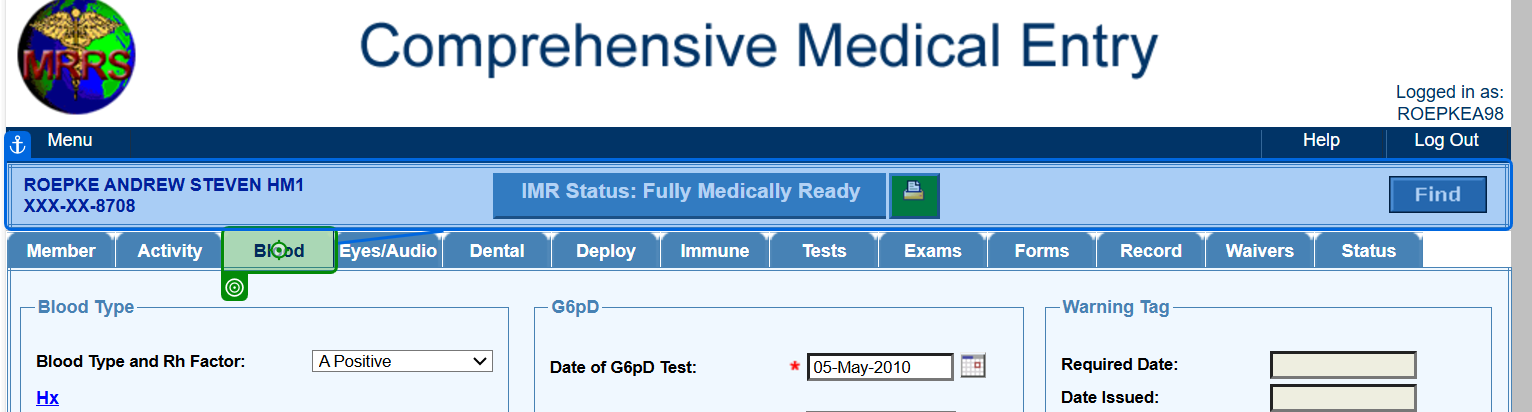 MRRS
Comprehensive Medical Entry
Logged in as:
ROEPKEA98
Menu
Help
Log Out
ROEPKE ANDREW STEVEN HM1
XXX-XX-8708
IMR Status: Fully Medically Ready
Find
Member
Activity
Blood
Eyes/Audio
Dental
Deploy
Immune
Tests
Exams
Forms
Record
Waivers
Status
Blood Type
Blood Type and Rh Factor:
A Positive
Hx
G6pD
Date of G6pD Test:
* 05-May-2010
Warning Tag
Required Date:
Date Issued: